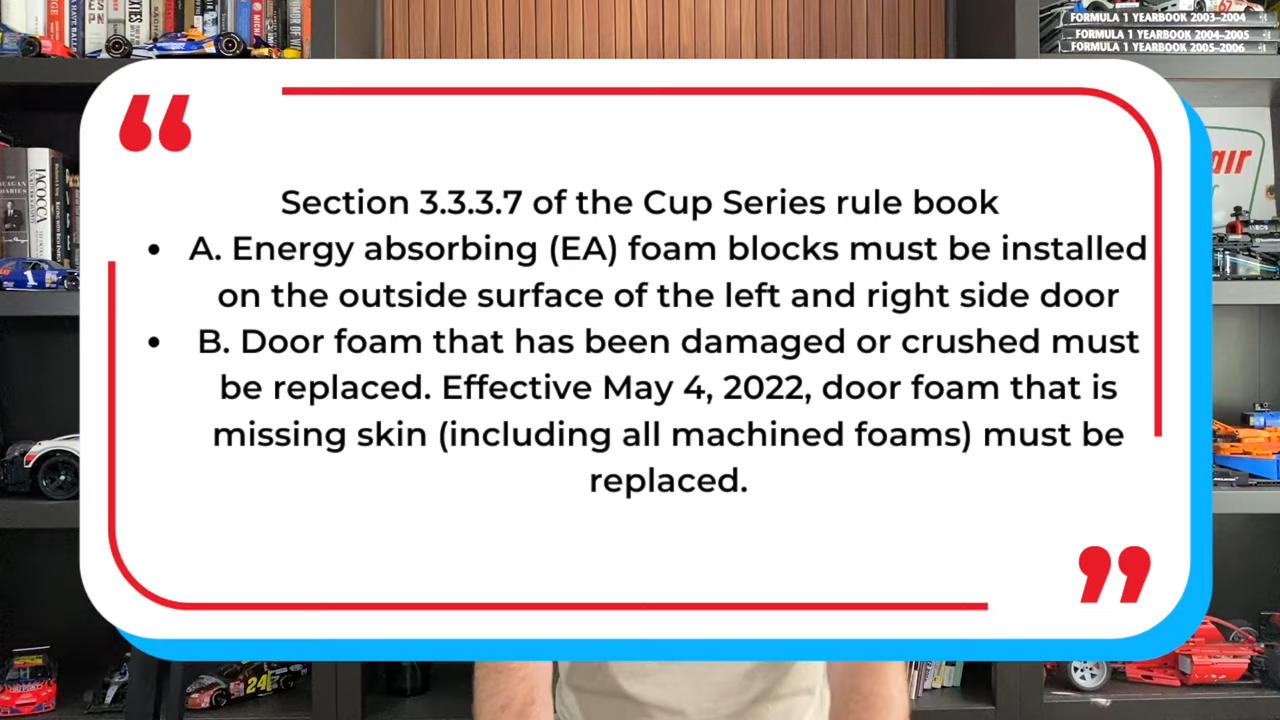 FORMULA 1 YEARBOOK 2003–2004
FORMULA 1 YEARBOOK 2004–2005
FORMULA 1 YEARBOOK 2005–2006
IACOCCA
air
“
Section 3.3.3.7 of the Cup Series rule book
• A. Energy absorbing (EA) foam blocks must be installed
on the outside surface of the left and right side door
• B. Door foam that has been damaged or crushed must
be replaced. Effective May 4, 2022, door foam that is
missing skin (including all machined foams) must be
replaced.
”
1
24